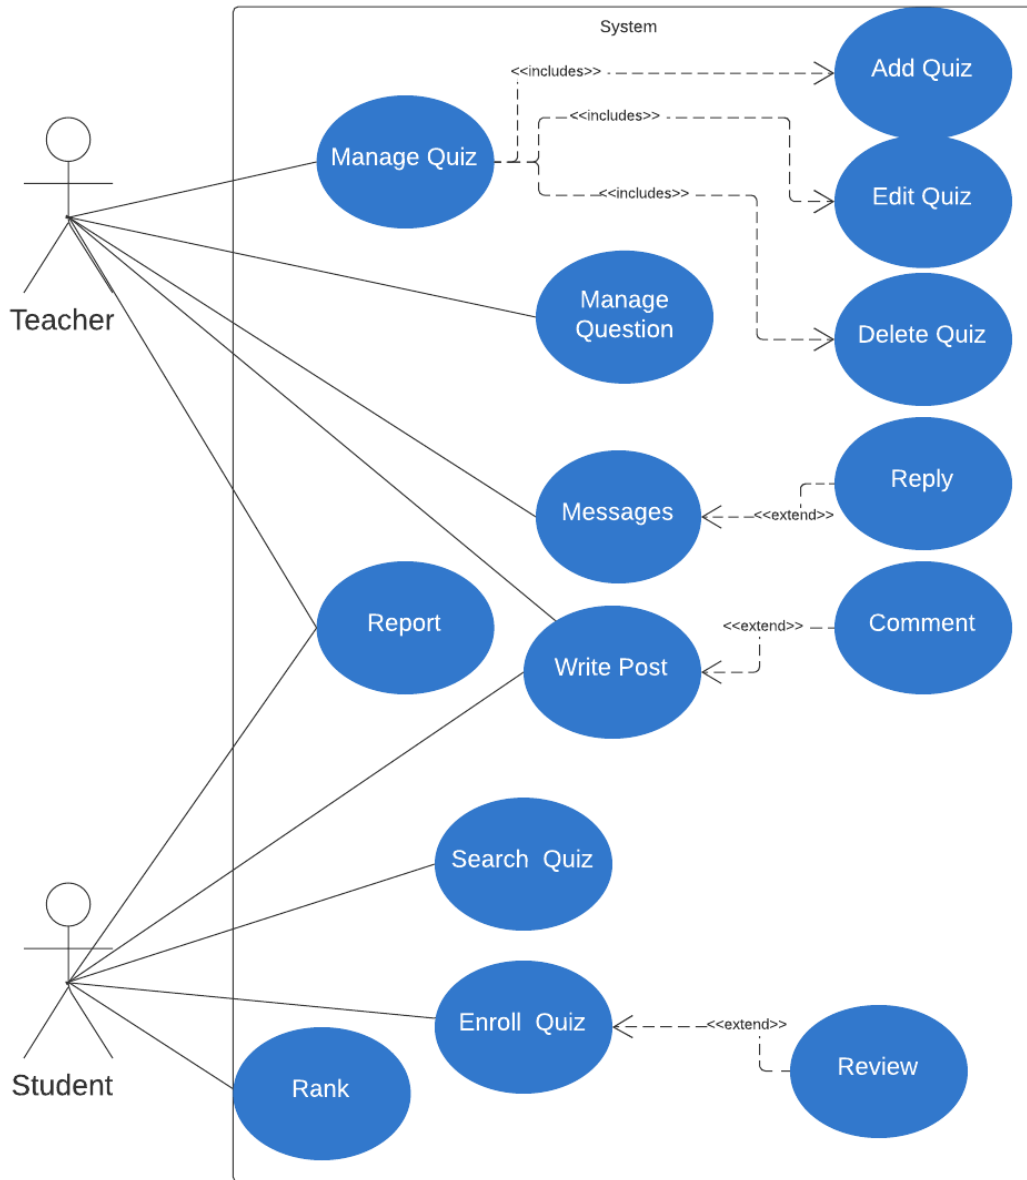 System
<<includes>>
Add Quiz
<<includes>>
Manage Quiz
<<includes>>
Edit Quiz
Teacher
Manage
Question
Delete Quiz
Reply
Messages
<<extend>>
Report
<<extend>>
Comment
Write Post
Search  Quiz
Enroll  Quiz
<<extend>>
Review
Student
Rank